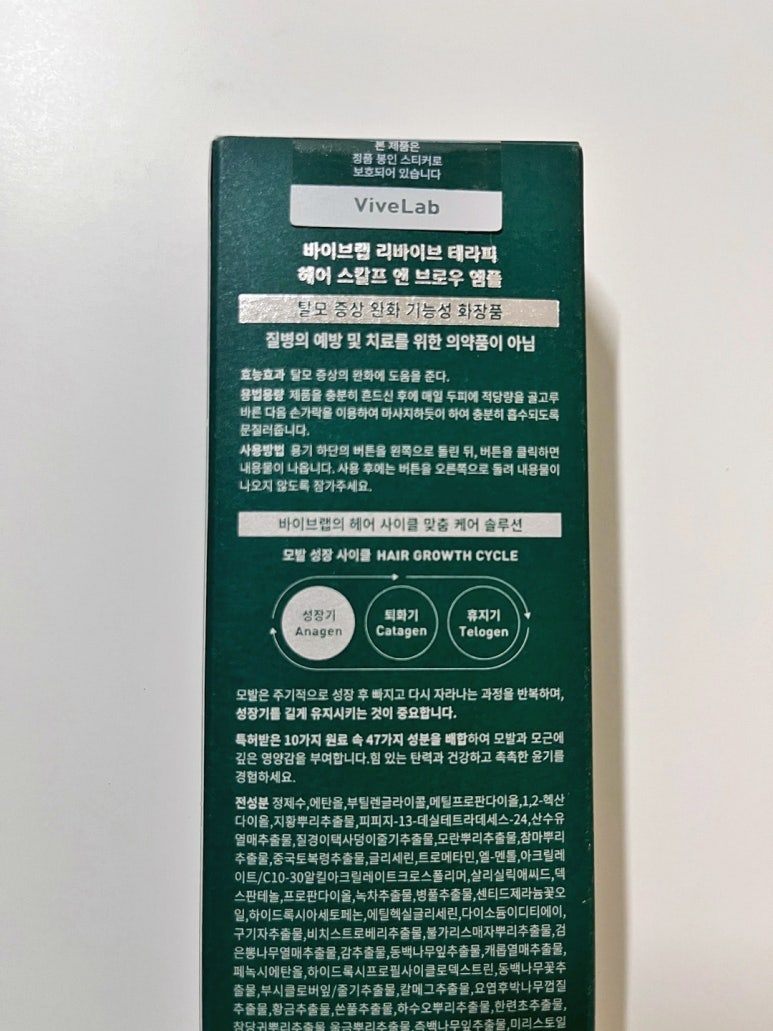 본 제품은
정품 봉인 스티커로
보호되어 있습니다
ViveLab
바이브랩 리바이브 테라피
헤어 스칼프 앤 브로우 앰플
탈모 증상 완화 기능성 화장품
질병의 예방 및 치료를 위한 의약품이 아님
효능효과 탈모 증상의 완화에 도움을 준다.
용법용량 제품을 충분히 흔드신 후에 매일 두피에 적당량을 골고루
바른 다음 손가락을 이용하여 마사지하듯이 하여 충분히 흡수되도록
문질러줍니다.
사용방법 용기 하단의 버튼을 왼쪽으로 돌린 뒤, 버튼을 클릭하면
내용물이 나옵니다. 사용 후에는 버튼을 오른쪽으로 돌려 내용물이
나오지 않도록 잠가주세요.
바이브랩의 헤어 사이클 맞춤 케어 솔루션
모발 성장 사이클 HAIR GROWTH CYCLE
성장기 퇴화기 휴지기
Anagen Catagen Telogen
모발은 주기적으로 성장 후 빠지고 다시 자라나는 과정을 반복하며,
성장기를 길게 유지시키는 것이 중요합니다.
특허받은 10가지 원료 속 47가지 성분을 배합하여 모발과 모근에
깊은 영양감을 부여합니다.힘 있는 탄력과 건강하고 촉촉한 윤기를
경험하세요.
전성분 정제수,에탄올,부틸렌글라이콜,메틸프로판다이올,1,2-헥산
다이올,지황뿌리추출물,피피지-13-데실테트라데세스-24,산수유
열매추출물,질경이택사덩이줄기추출물,모란뿌리추출물,참마뿌리
추출물,중국토복령추출물,글리세린,트로메타민,엘-멘톨,아크릴레
이트/C10-30알킬아크릴레이트크로스폴리머,살리실릭애씨드,덱
스판테놀,프로판다이올,녹차추출물,병풀추출물,센티드제라늄꽃오
일,하이드록시아세토페논,에틸헥실글리세린,다이소듐이디티에이,
구기자추출물,비치스트로베리추출물,불가리스매자뿌리추출물,검
은뽕나무열매추출물,감추출물,동백나무잎추출물,캐롭열매추출물,
페녹시에탄올,하이드록시프로필사이클로덱스트린,동백나무꽃추
출물,부시클로버잎/줄기추출물,칼메그추출물,요엽후박나무껍질
추출물,황금추출물,쓴풀추출물,하수오뿌리추출물,한련초추출물,
참당귀뿌리추출물,울금뿌리추출물,측백나무잎추출물,미리스토일